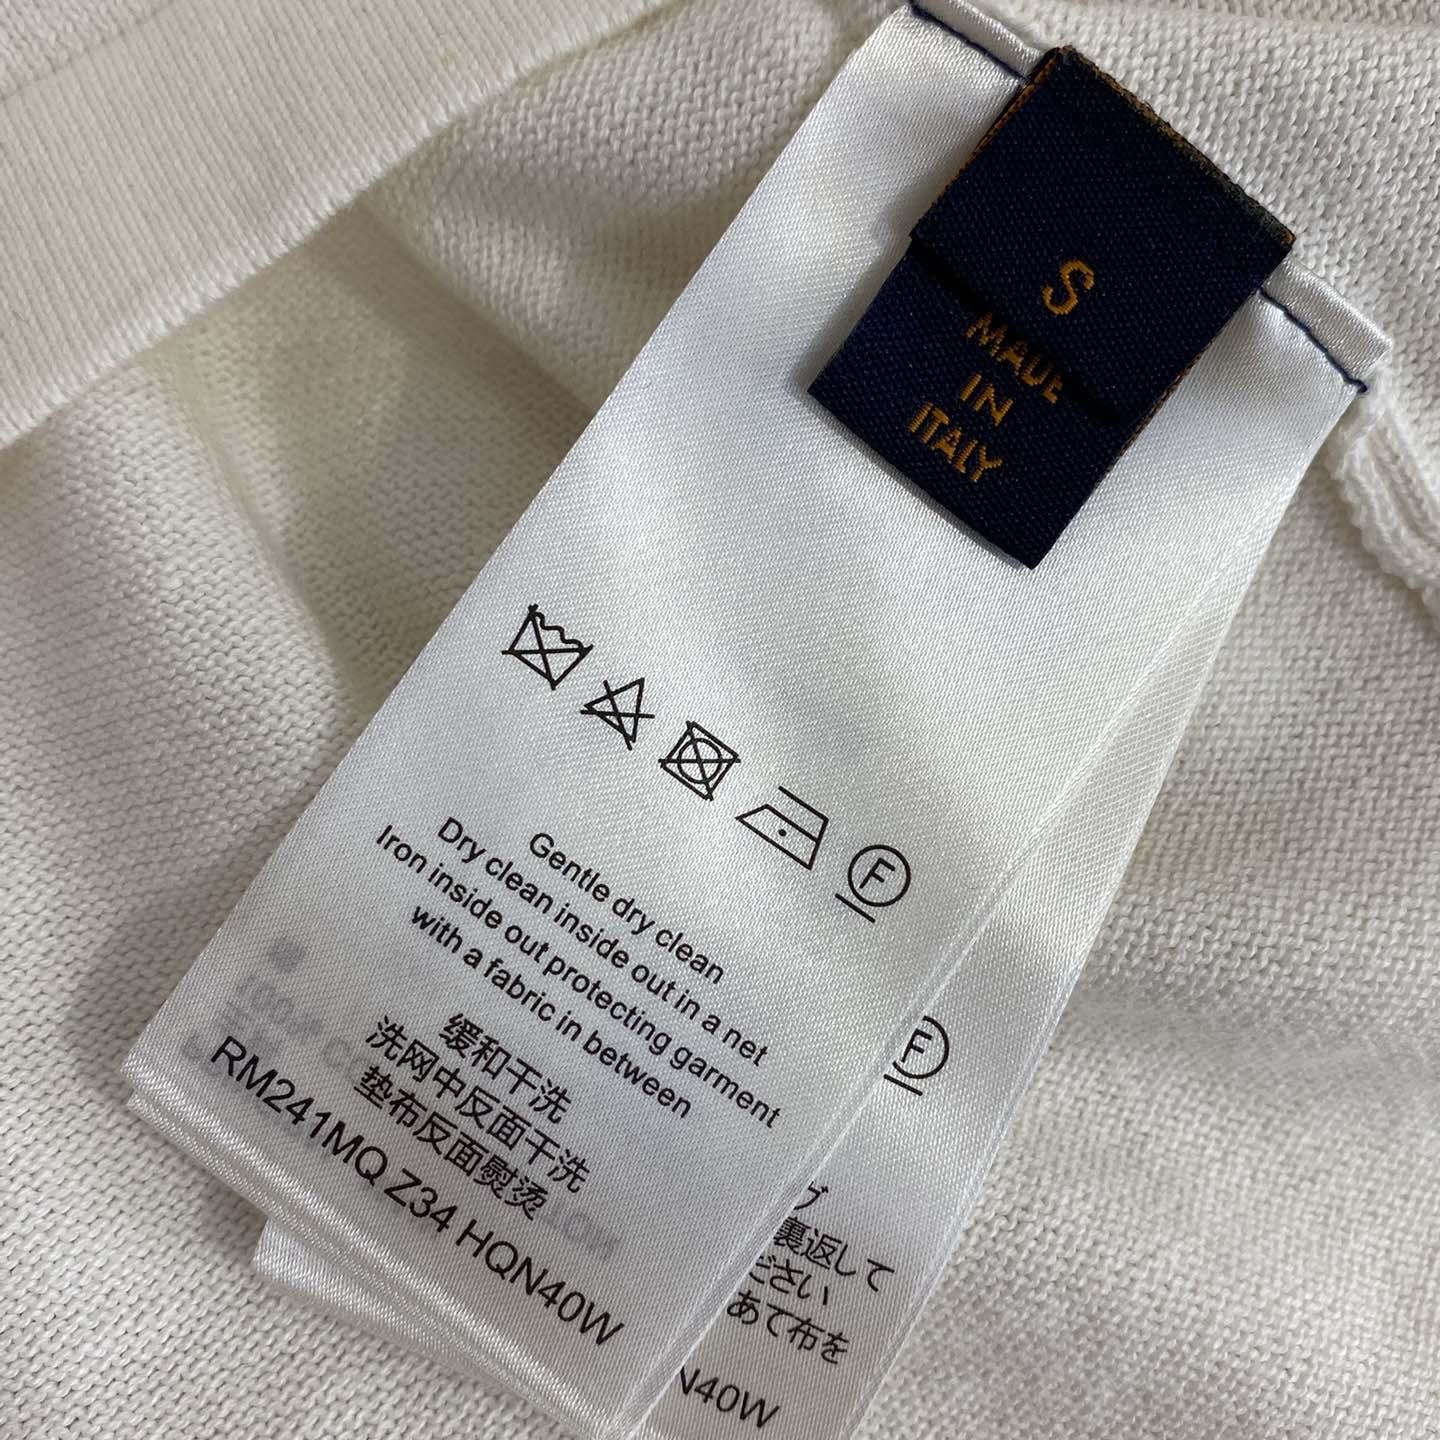 S
MADE
IN
ITALY
F
Gentle dry clean
Dry clean inside out in a net
Iron inside out protecting garment
with a fabric in between
缓和干洗
洗网中反面干洗
垫布反面熨烫
RM241MQ Z34 HQN40W
F
グ
裏返して
ださい
あて布を
N40W